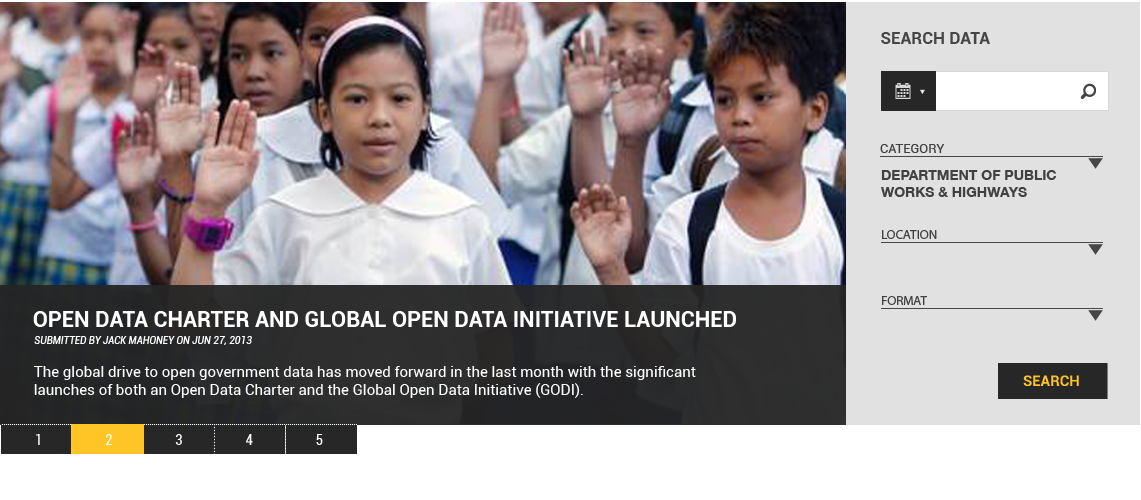 OPEN DATA CHARTER AND GLOBAL OPEN DATA INITIATIVE LAUNCHED
SUBMITTED BY JACK MAHONEY ON JUN 27, 2013
The global drive to open government data has moved forward in the last month with the significant
launches of both an Open Data Charter and the Global Open Data Initiative (GODI).
1 2 3 4 5
SEARCH DATA
CATEGORY
DEPARTMENT OF PUBLIC
WORKS & HIGHWAYS
LOCATION
FORMAT
SEARCH